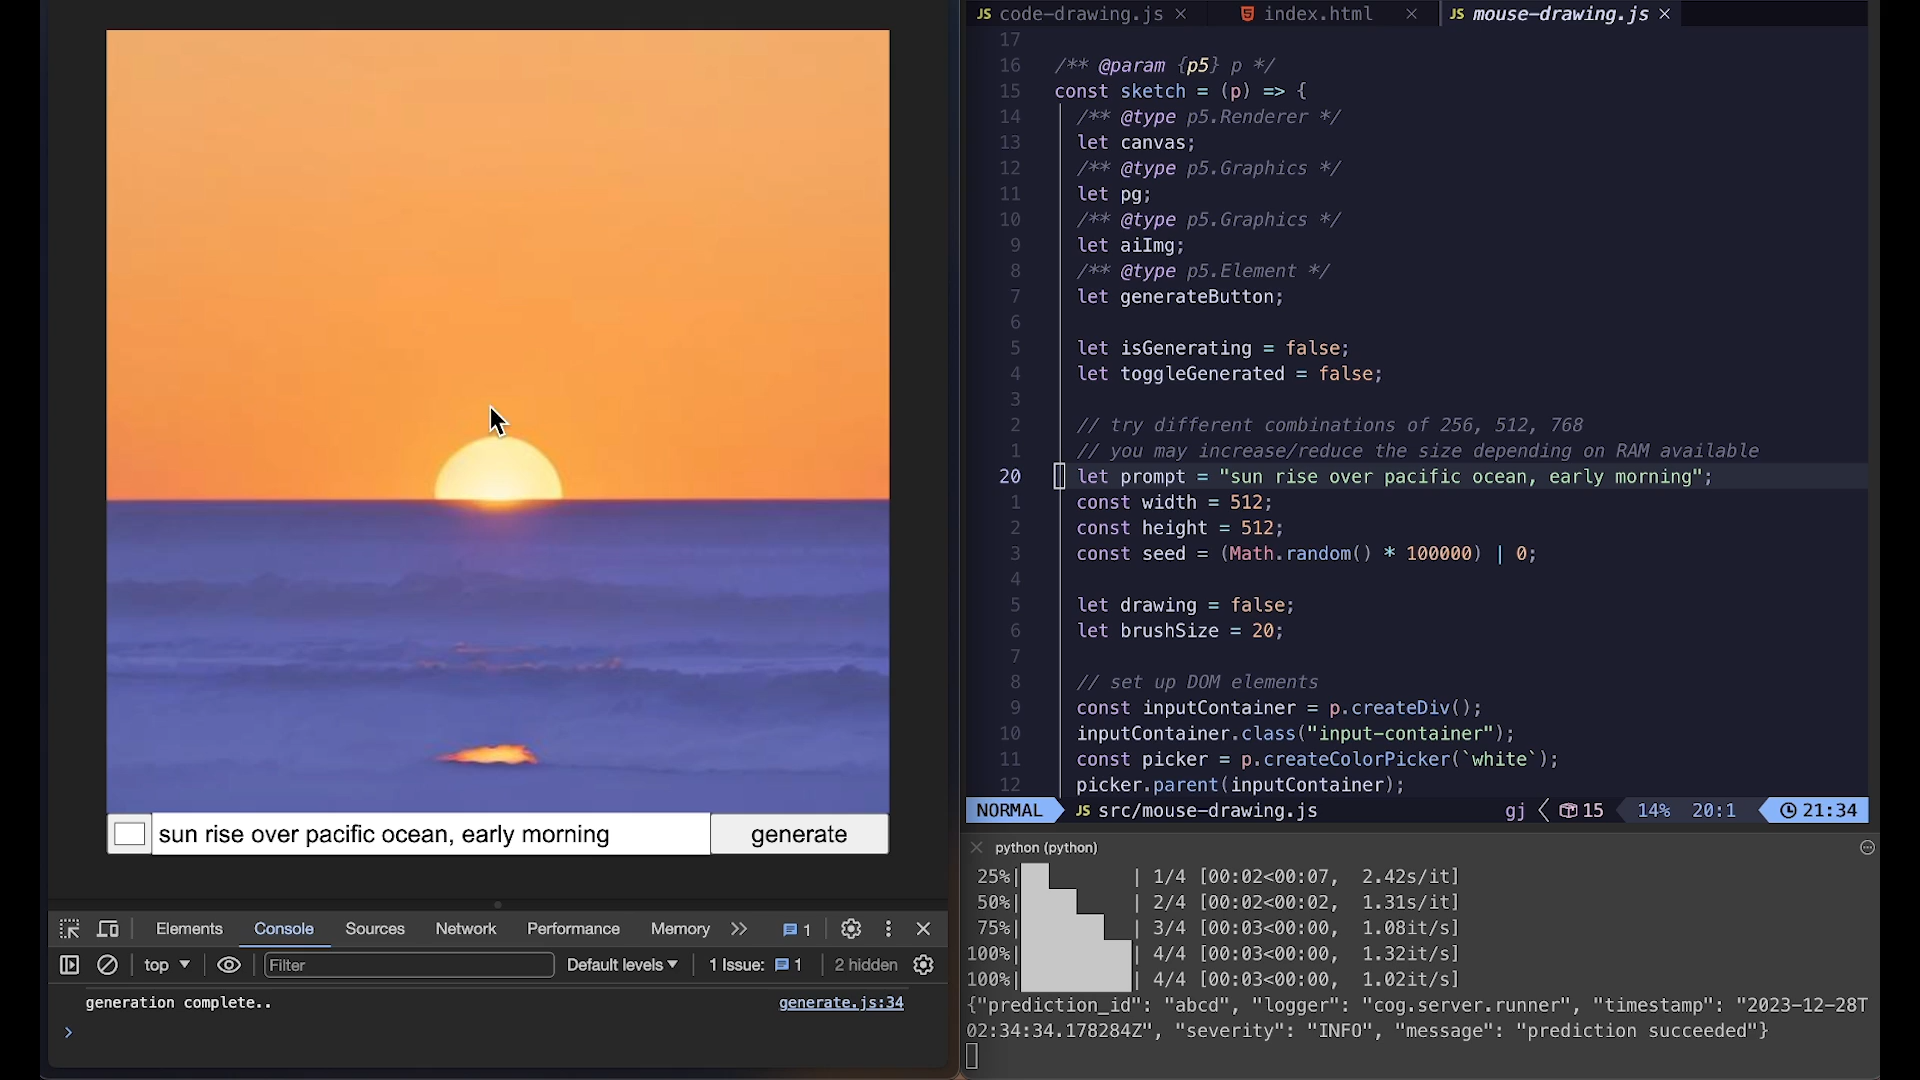 sun rise over pacific ocean, early morning
generate
Elements
Console
Sources
Network
Performance
Memory
1
top
Filter
Default levels
1 Issue:
1
2 hidden
generation complete..
generate.js:34
JS code-drawing.js
index.html
JS mouse-drawing.js
17
16 /** @param {p5} p */
15 const sketch = (p) => {
14 /** @type p5.Renderer */
13 let canvas;
12 /** @type p5.Graphics */
11 let pg;
10 /** @type p5.Graphics */
9 let aiImg;
8 /** @type p5.Element */
7 let generateButton;
6
5 let isGenerating = false;
4 let toggleGenerated = false;
3
2 // try different combinations of 256, 512, 768
1 // you may increase/reduce the size depending on RAM available
20 let prompt = "sun rise over pacific ocean, early morning";
1 const width = 512;
2 const height = 512;
3 const seed = (Math.random() * 100000) | 0;
4
5 let drawing = false;
6 let brushSize = 20;
7
8 // set up DOM elements
9 const inputContainer = p.createDiv();
10 inputContainer.class("input-container");
11 const picker = p.createColorPicker(`white`);
12 picker.parent(inputContainer);
NORMAL JS src/mouse-drawing.js gj 15 14% 20:1 21:34
python (python)
25%| | 1/4 [00:02<00:07, 2.42s/it]
50%| | 2/4 [00:02<00:02, 1.31s/it]
75%| | 3/4 [00:03<00:00, 1.08it/s]
100%| | 4/4 [00:03<00:00, 1.32it/s]
100%| | 4/4 [00:03<00:00, 1.02it/s]
{"prediction_id": "abcd", "logger": "cog.server.runner", "timestamp": "2023-12-28T
02:34:34.178284Z", "severity": "INFO", "message": "prediction succeeded"}